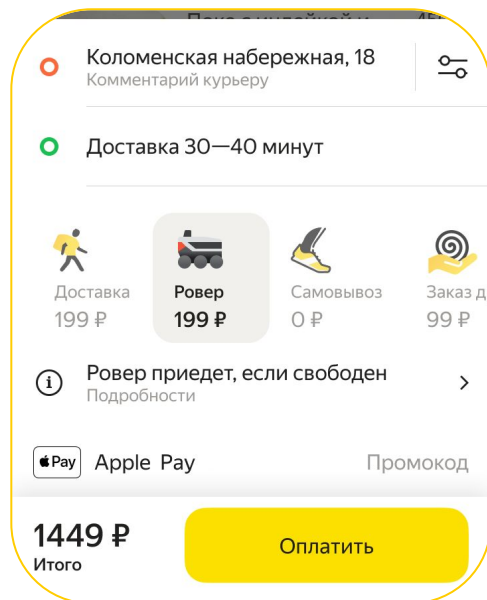 Коломенская набережная, 18
Комментарий курьеру
Доставка 30—40 минут
Доставка
199 ₽
Ровер
199 ₽
Самовывоз
0 ₽
Заказ д
99 ₽
Ровер приедет, если свободен
Подробности
Pay Apple Pay
Промокод
1449 ₽
Итого
Оплатить